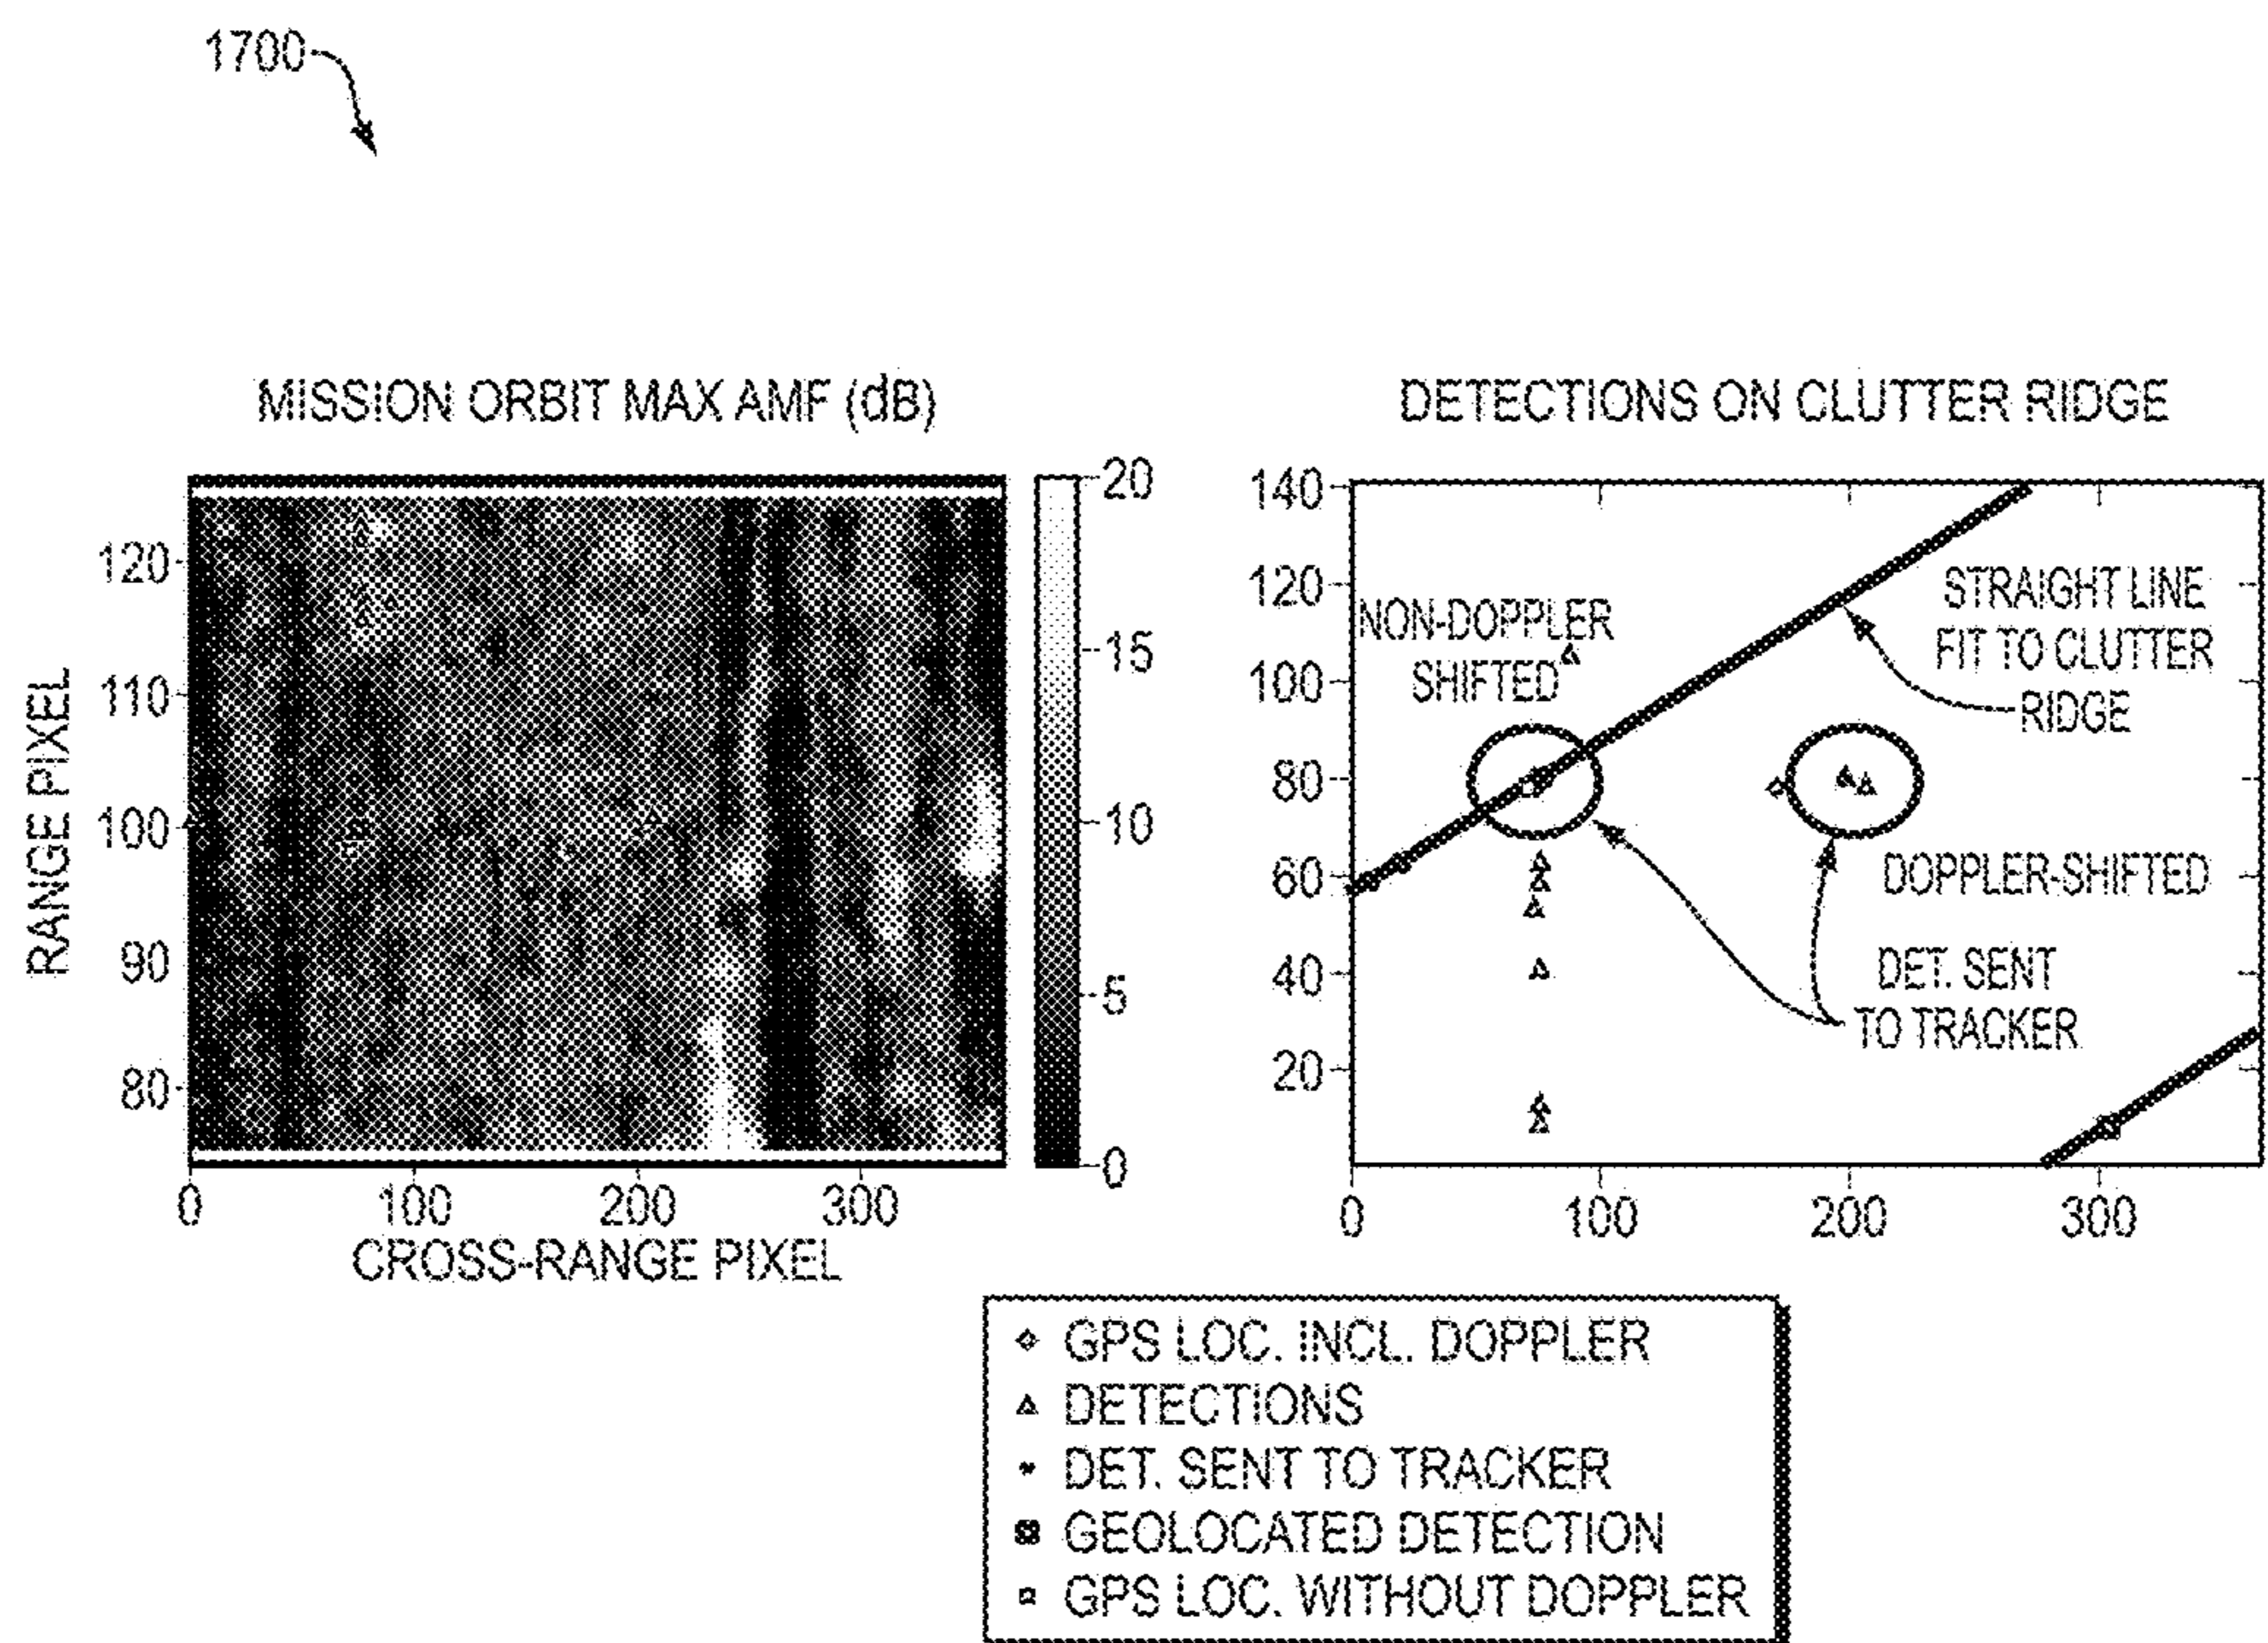 1700
MISSION ORBIT MAX AMF (dB)
RANGE PIXEL
120
110
100
90
80
0
100
200
300
CROSS-RANGE PIXEL
20
15
10
5
0
DETECTIONS ON CLUTTER RIDGE
140
120
100
80
60
40
20
0
100
200
300
NON-DOPPLER
SHIFTED
STRAIGHT LINE
FIT TO CLUTTER
RIDGE
DOPPLER-SHIFTED
DET. SENT
TO TRACKER
GPS LOC. INCL. DOPPLER
DETECTIONS
DET. SENT TO TRACKER
GEOLOCATED DETECTION
GPS LOC. WITHOUT DOPPLER